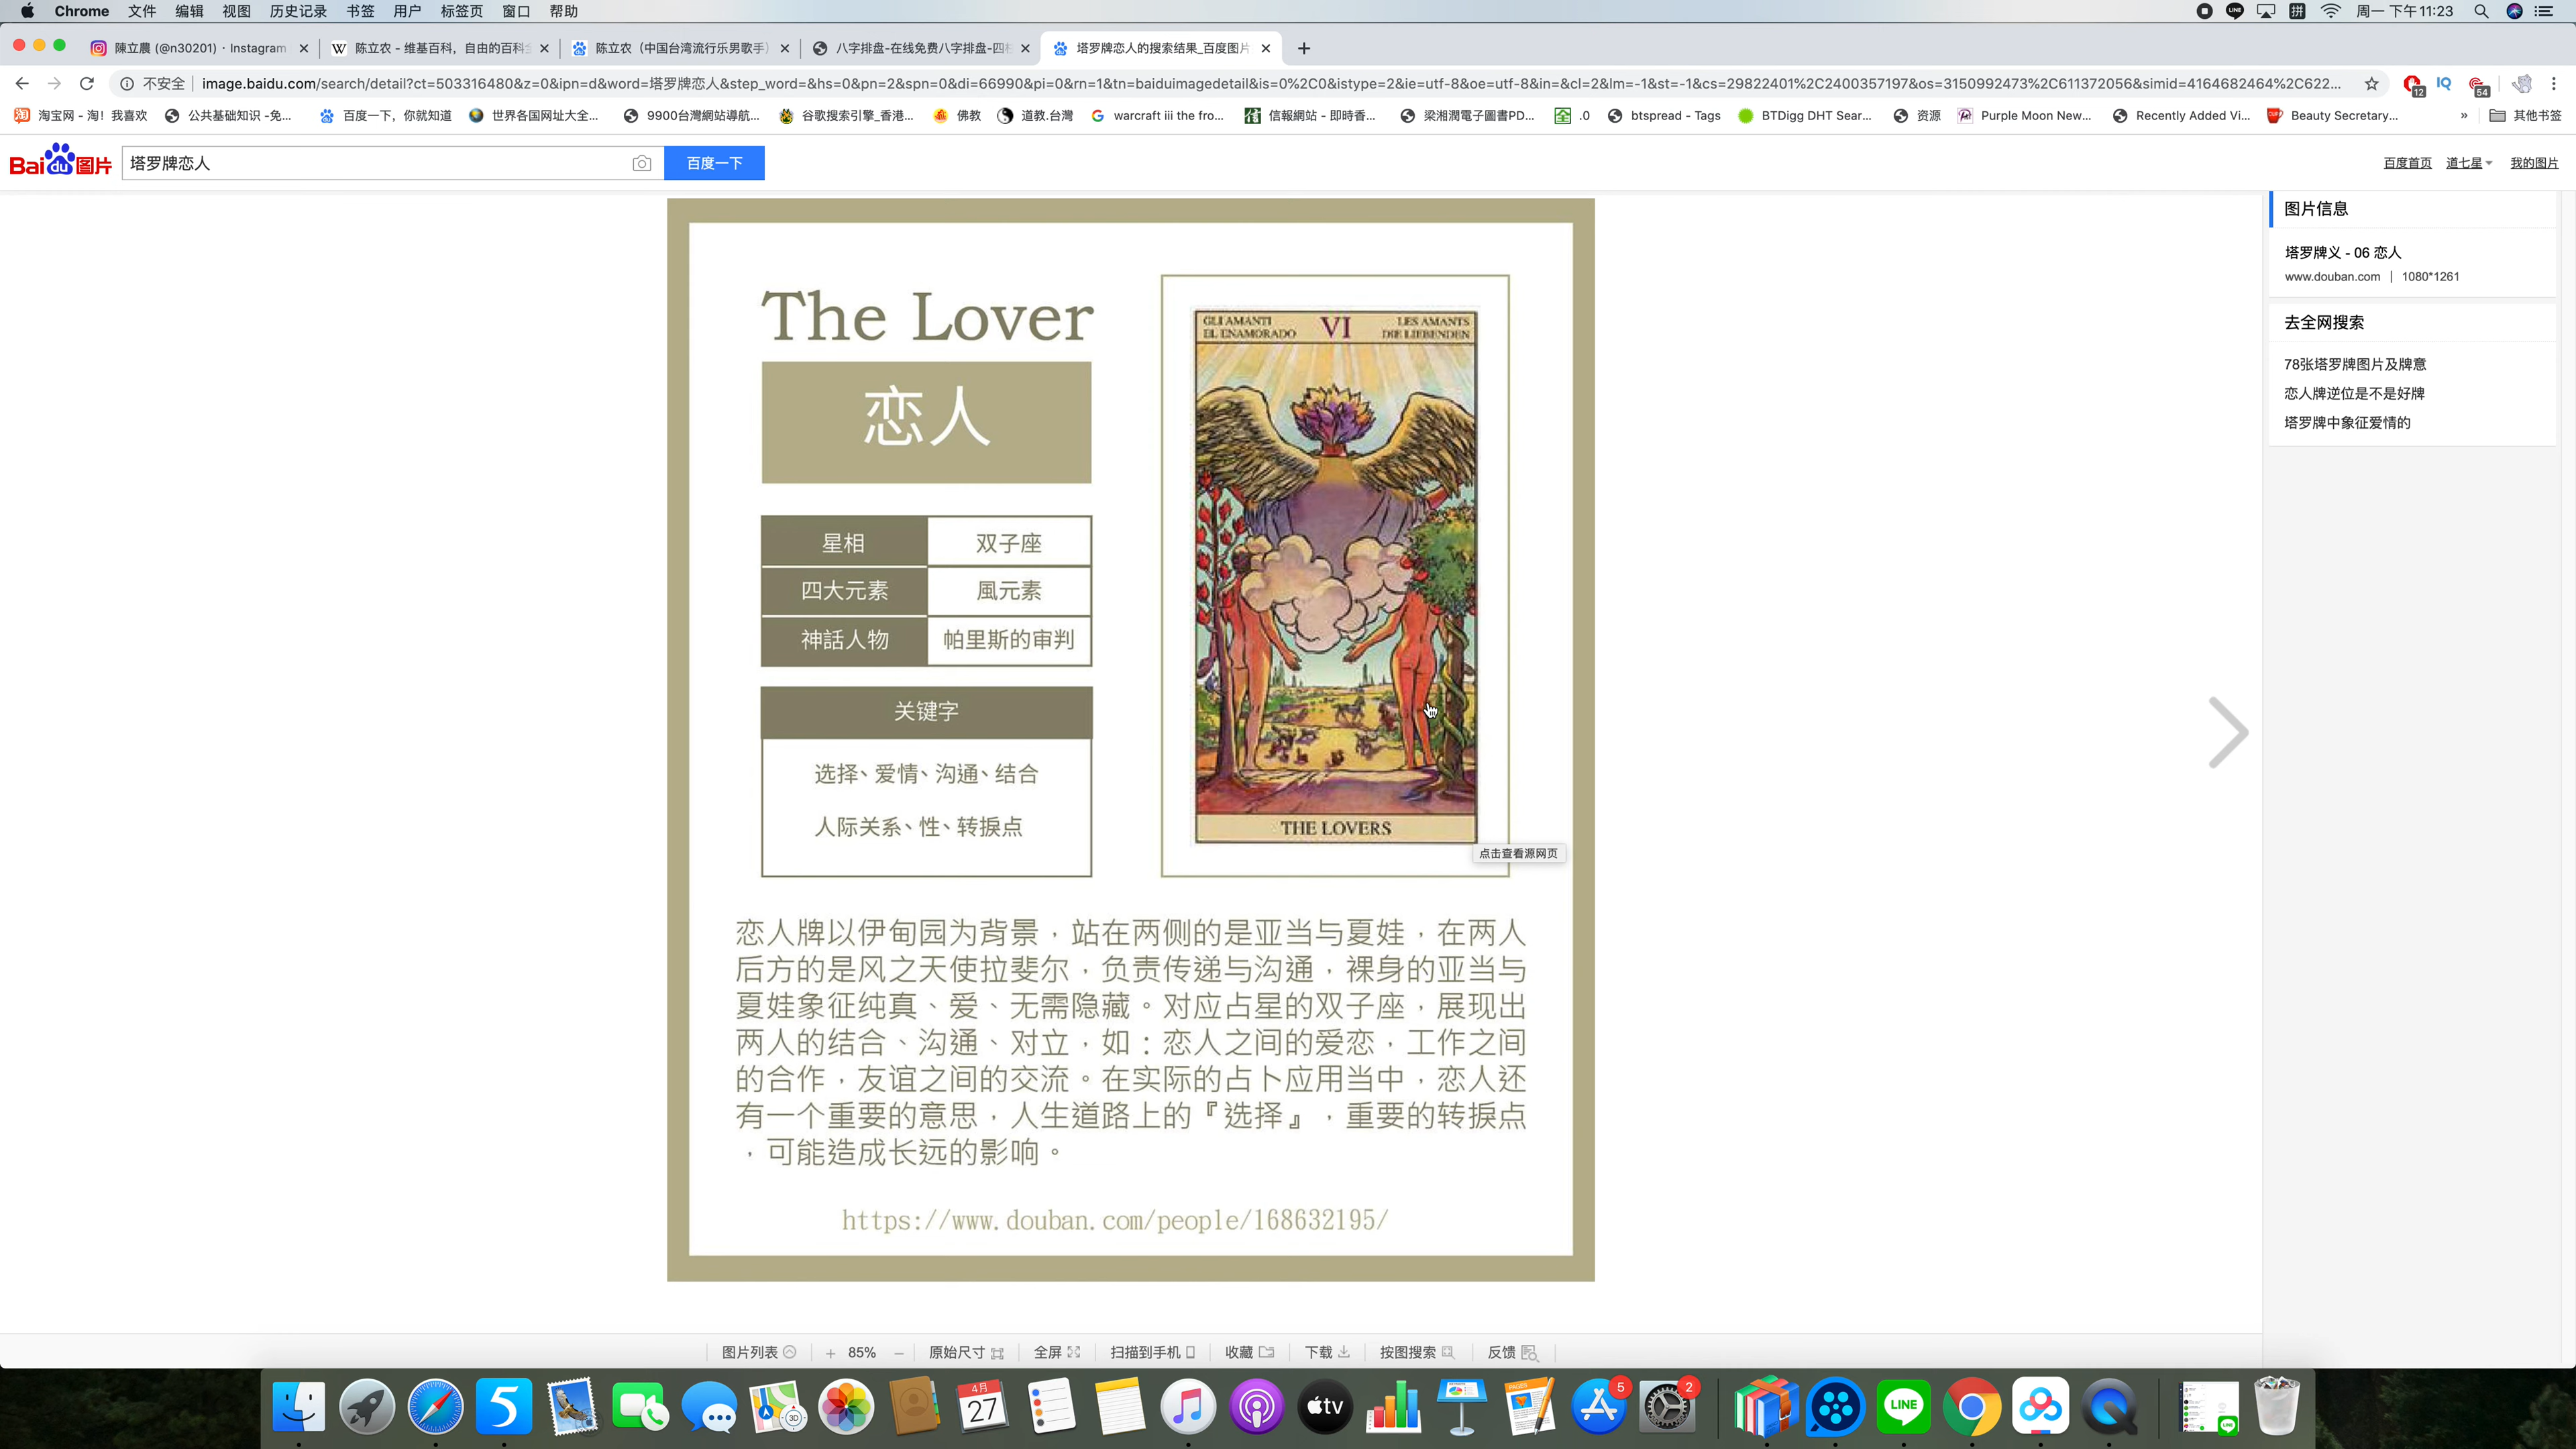 Chrome 文件 编辑 视图 历史记录 书签 用户 标签页 窗口 帮助
周一 下午11:23
陳立農 (@n30201) · Instagram
陈立农 - 维基百科，自由的百科
陈立农（中国台湾流行乐男歌手）
八字排盘-在线免费八字排盘-四
塔罗牌恋人的搜索结果_百度图片
不安全 image.baidu.com/search/detail?ct=503316480&z=0&ipn=d&word=塔罗牌恋人&step_word=&hs=0&pn=2&spn=0&di=66990&pi=0&rn=1&tn=baiduimagedetail&is=0%2C0&istype=2&ie=utf-8&oe=utf-8&in=&cl=2&lm=-1&st=-1&cs=29822401%2C2400357197&os=3150992473%2C611372056&simid=4164682464%2C622...
12
IQ
54
淘 淘宝网 - 淘！我喜欢 公共基础知识 -免... 百度一下，你就知道 世界各国网址大全... 9900台灣網站導航... 谷歌搜索引擎_香港... 佛教 道教.台灣 warcraft iii the fro... 信報網站 - 即時香... 梁湘潤電子圖書PD... 全 .0 btspread - Tags BTDigg DHT Sear... 资源 Purple Moon New... Recently Added Vi... Beauty Secretary... » 其他书签
Bai du 图片
塔罗牌恋人
百度一下
百度首页 道七星 我的图片
The Lover
恋人
星相 双子座
四大元素 風元素
神話人物 帕里斯的审判
关键字
选择、爱情、沟通、结合
人际关系、性、转捩点
GLI AMANTI VI LES AMANTS
EL ENAMORADO DIE LIEBENDEN
THE LOVERS
点击查看源网页
恋人牌以伊甸园为背景，站在两侧的是亚当与夏娃，在两人
后方的是风之天使拉斐尔，负责传递与沟通，裸身的亚当与
夏娃象征纯真、爱、无需隐藏。对应占星的双子座，展现出
两人的结合、沟通、对立，如：恋人之间的爱恋，工作之间
的合作，友谊之间的交流。在实际的占卜应用当中，恋人还
有一个重要的意思，人生道路上的『选择』，重要的转捩点
，可能造成长远的影响。
https://www.douban.com/people/168632195/
图片信息
塔罗牌义 - 06 恋人
www.douban.com | 1080*1261
去全网搜索
78张塔罗牌图片及牌意
恋人牌逆位是不是好牌
塔罗牌中象征爱情的
图片列表 + 85% − 原始尺寸 全屏 扫描到手机 收藏 下载 按图搜索 反馈
5
3D
4月
27
tv
PAGES
5
2
LINE